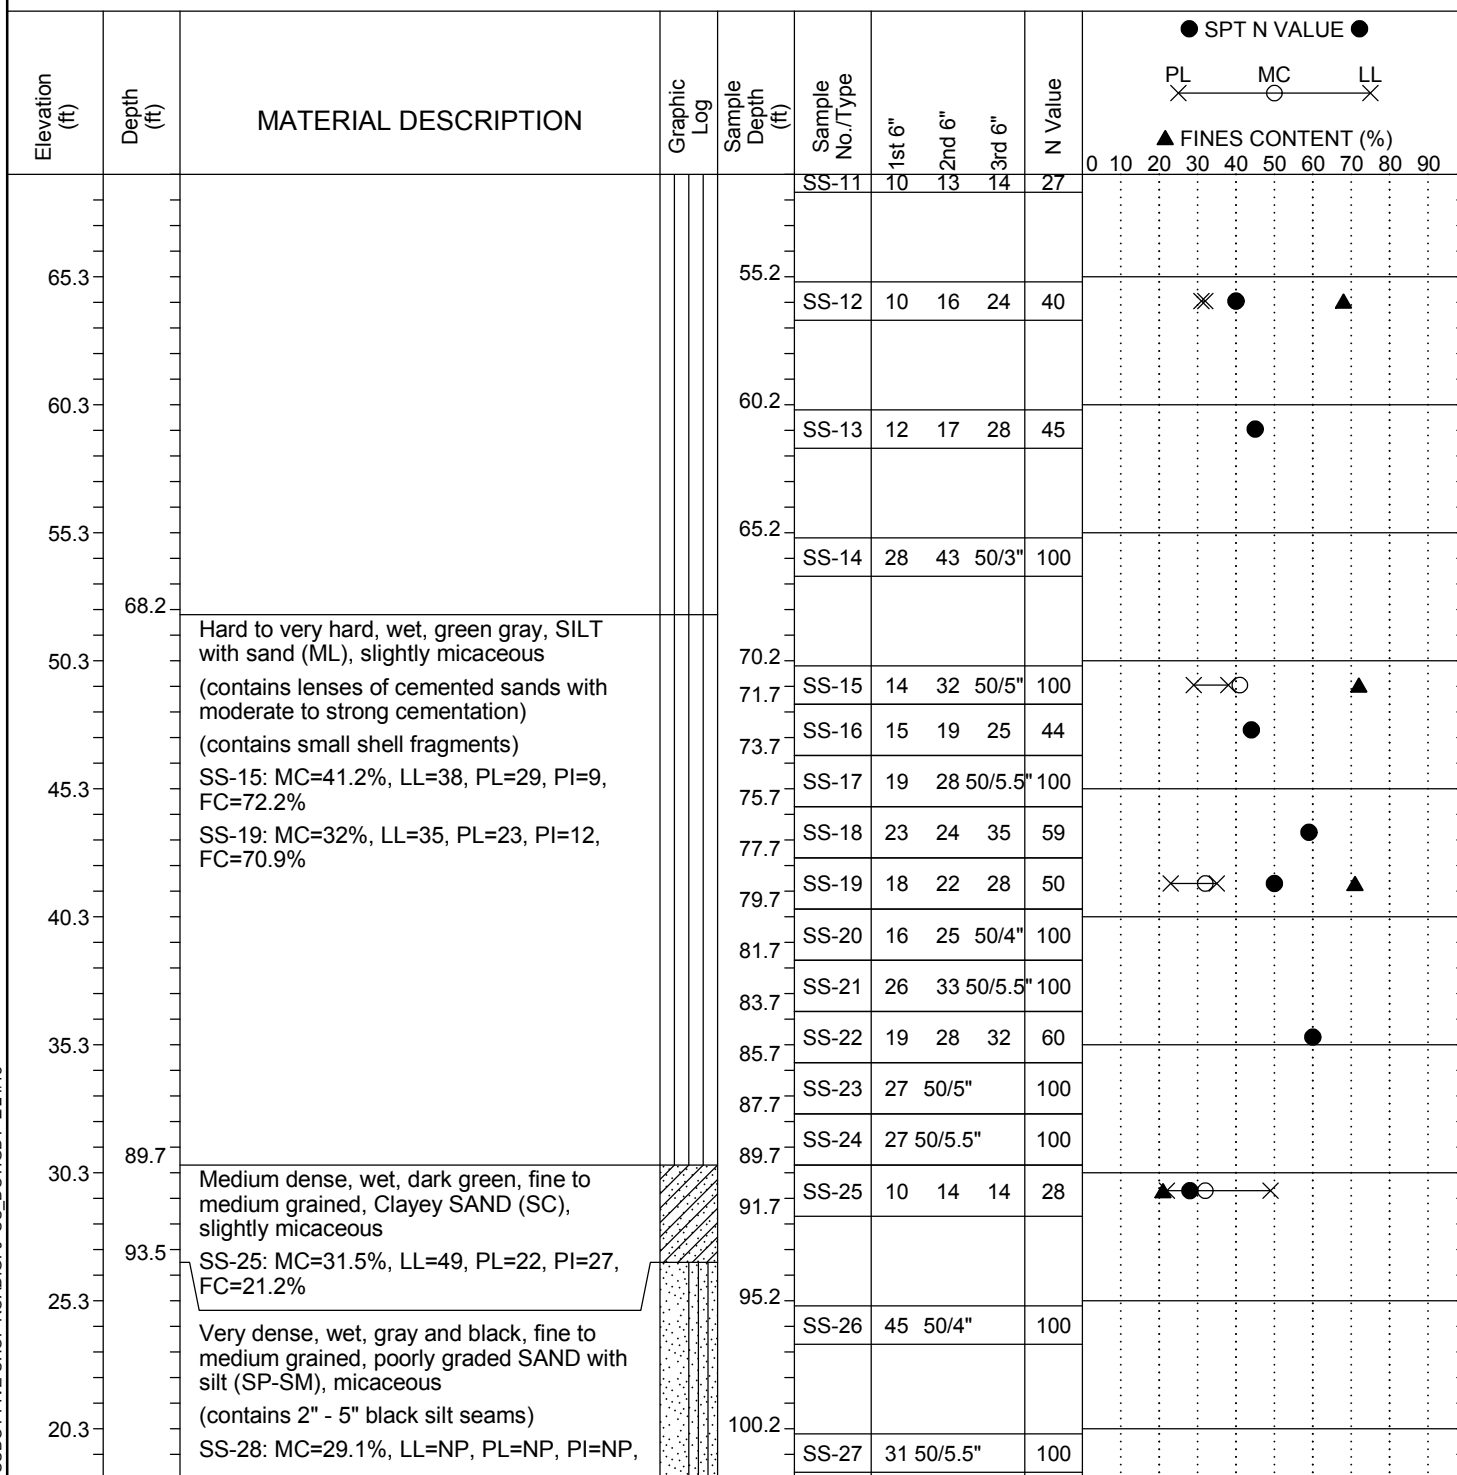 Elevation (ft)
Depth (ft)
MATERIAL DESCRIPTION
Graphic Log
Sample Depth (ft)
Sample No./Type
1st 6"
2nd 6"
3rd 6"
N Value
● SPT N VALUE ●
PL MC LL
▲ FINES CONTENT (%)
0 10 20 30 40 50 60 70 80 90
SS-11 10 13 14 27
65.3 55.2
SS-12 10 16 24 40
60.3 60.2
SS-13 12 17 28 45
55.3 65.2
SS-14 28 43 50/3" 100
68.2
Hard to very hard, wet, green gray, SILT
with sand (ML), slightly micaceous
50.3 70.2
(contains lenses of cemented sands with
moderate to strong cementation)
71.7 SS-15 14 32 50/5" 100
(contains small shell fragments)
73.7 SS-16 15 19 25 44
SS-15: MC=41.2%, LL=38, PL=29, PI=9,
FC=72.2%
45.3 75.7 SS-17 19 28 50/5.5" 100
SS-19: MC=32%, LL=35, PL=23, PI=12,
FC=70.9%
77.7 SS-18 23 24 35 59
79.7 SS-19 18 22 28 50
40.3
81.7 SS-20 16 25 50/4" 100
83.7 SS-21 26 33 50/5.5" 100
35.3 85.7 SS-22 19 28 32 60
87.7 SS-23 27 50/5" 100
89.7 89.7 SS-24 27 50/5.5" 100
30.3
Medium dense, wet, dark green, fine to
medium grained, Clayey SAND (SC),
slightly micaceous
91.7 SS-25 10 14 14 28
93.5
SS-25: MC=31.5%, LL=49, PL=22, PI=27,
FC=21.2%
25.3 95.2
Very dense, wet, gray and black, fine to
medium grained, poorly graded SAND with
silt (SP-SM), micaceous
SS-26 45 50/4" 100
(contains 2" - 5" black silt seams)
20.3 100.2
SS-28: MC=29.1%, LL=NP, PL=NP, PI=NP,
SS-27 31 50/5.5" 100